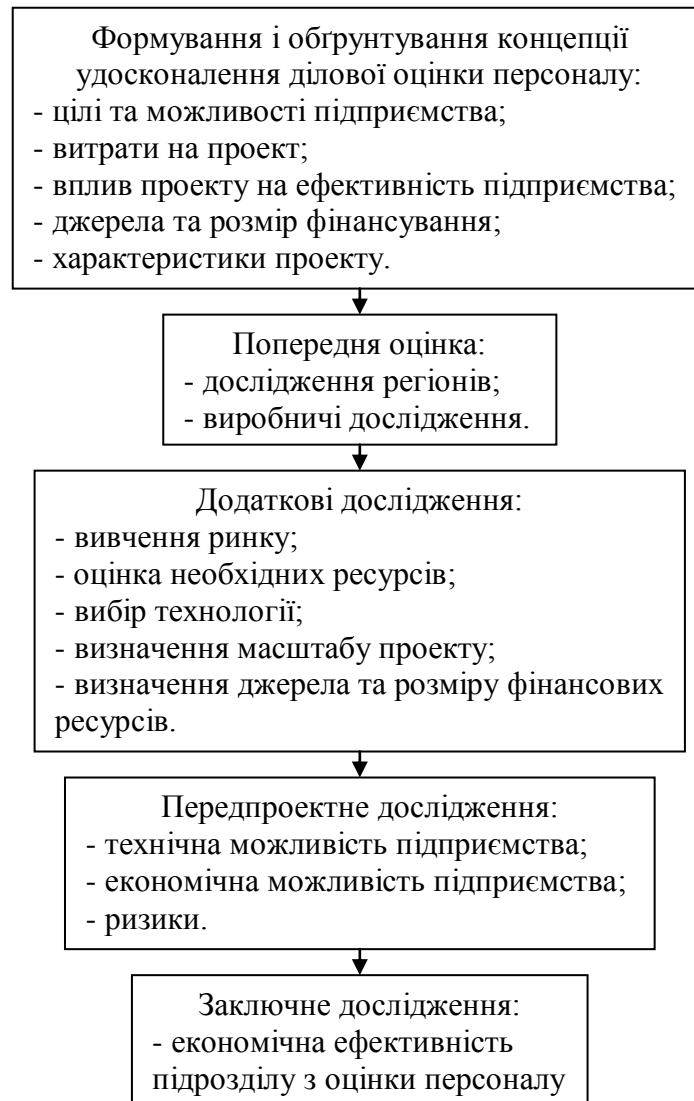 Формування і обґрунтування концепції
удосконалення ділової оцінки персоналу:
- цілі та можливості підприємства;
- витрати на проект;
- вплив проекту на ефективність підприємства;
- джерела та розмір фінансування;
- характеристики проекту.
Попередня оцінка:
- дослідження регіонів;
- виробничі дослідження.
Додаткові дослідження:
- вивчення ринку;
- оцінка необхідних ресурсів;
- вибір технології;
- визначення масштабу проекту;
- визначення джерела та розміру фінансових
ресурсів.
Передпроектне дослідження:
- технічна можливість підприємства;
- економічна можливість підприємства;
- ризики.
Заключне дослідження:
- економічна ефективність
підрозділу з оцінки персоналу